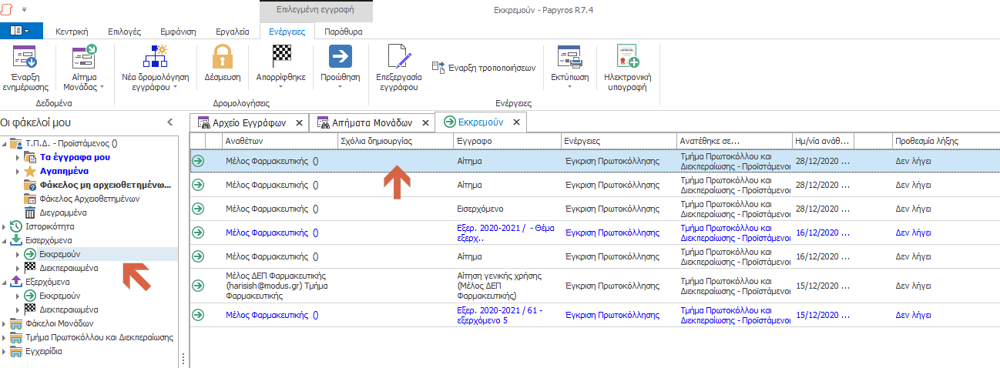 Επιλεγμένη εγγραφή
Εκκρεμούν - Papyros R7.4
Κεντρική Επιλογές Εμφάνιση Εργαλεία Ενέργειες Παράθυρα
Έναρξη ενημέρωσης
Αίτημα Μονάδας
Νέα δρομολόγηση εγγράφου
Δέσμευση
Απορρίφθηκε
Προώθηση
Επεξεργασία εγγράφου
Έναρξη τροποποιήσεων
Εκτύπωση
Ηλεκτρονική υπογραφή
Δεδομένα Δρομολογήσεις Ενέργειες
Οι φάκελοί μου
Τ.Π.Δ. - Προϊστάμενος ()
Τα έγγραφα μου
Αγαπημένα
Φάκελος μη αρχειοθετημένω...
Φάκελος Αρχειοθετημένων
Διεγραμμένα
Ιστορικότητα
Εισερχόμενα
Εκκρεμούν
Διεκπεραιωμένα
Εξερχόμενα
Εκκρεμούν
Διεκπεραιωμένα
Φάκελοι Μονάδων
Τμήμα Πρωτοκόλλου και Διεκπεραίωσης
Εγχειρίδια
Αρχείο Εγγράφων Αιτήματα Μονάδων Εκκρεμούν
Αναθέτων Σχόλια δημιουργίας Έγγραφο Ενέργειες Ανατέθηκε σε... Ημ/νία ανάθ... Προθεσμία λήξης
Μέλος Φαρμακευτικής () Αίτημα Έγκριση Πρωτοκόλλησης Τμήμα Πρωτοκόλλου και 28/12/2020 ... Δεν λήγει
Διεκπεραίωσης - Προϊστάμενοι
Μέλος Φαρμακευτικής () Αίτημα Έγκριση Πρωτοκόλλησης Τμήμα Πρωτοκόλλου και 28/12/2020 ... Δεν λήγει
Διεκπεραίωσης - Προϊστάμενοι
Μέλος Φαρμακευτικής () Εισερχόμενο Έγκριση Πρωτοκόλλησης Τμήμα Πρωτοκόλλου και 28/12/2020 ... Δεν λήγει
Διεκπεραίωσης - Προϊστάμενοι
Μέλος Φαρμακευτικής () Εξερ. 2020-2021 / - Θέμα Έγκριση Πρωτοκόλλησης Τμήμα Πρωτοκόλλου και 16/12/2020 ... Δεν λήγει
εξερχ.. Διεκπεραίωσης - Προϊστάμενοι
Μέλος Φαρμακευτικής () Αίτημα Έγκριση Πρωτοκόλλησης Τμήμα Πρωτοκόλλου και 16/12/2020 ... Δεν λήγει
Διεκπεραίωσης - Προϊστάμενοι
Μέλος ΔΕΠ Φαρμακευτικής Αίτηση γενικής χρήσης
(harisish@modus.gr) Τμήμα (Μέλος ΔΕΠ Έγκριση Πρωτοκόλλησης Τμήμα Πρωτοκόλλου και 15/12/2020 ... Δεν λήγει
Φαρμακευτικής Φαρμακευτικής) Διεκπεραίωσης - Προϊστάμενοι
Μέλος Φαρμακευτικής () Εξερ. 2020-2021 / 61 - Έγκριση Πρωτοκόλλησης Τμήμα Πρωτοκόλλου και 15/12/2020 ... Δεν λήγει
εξερχόμενο 5 Διεκπεραίωσης - Προϊστάμενοι